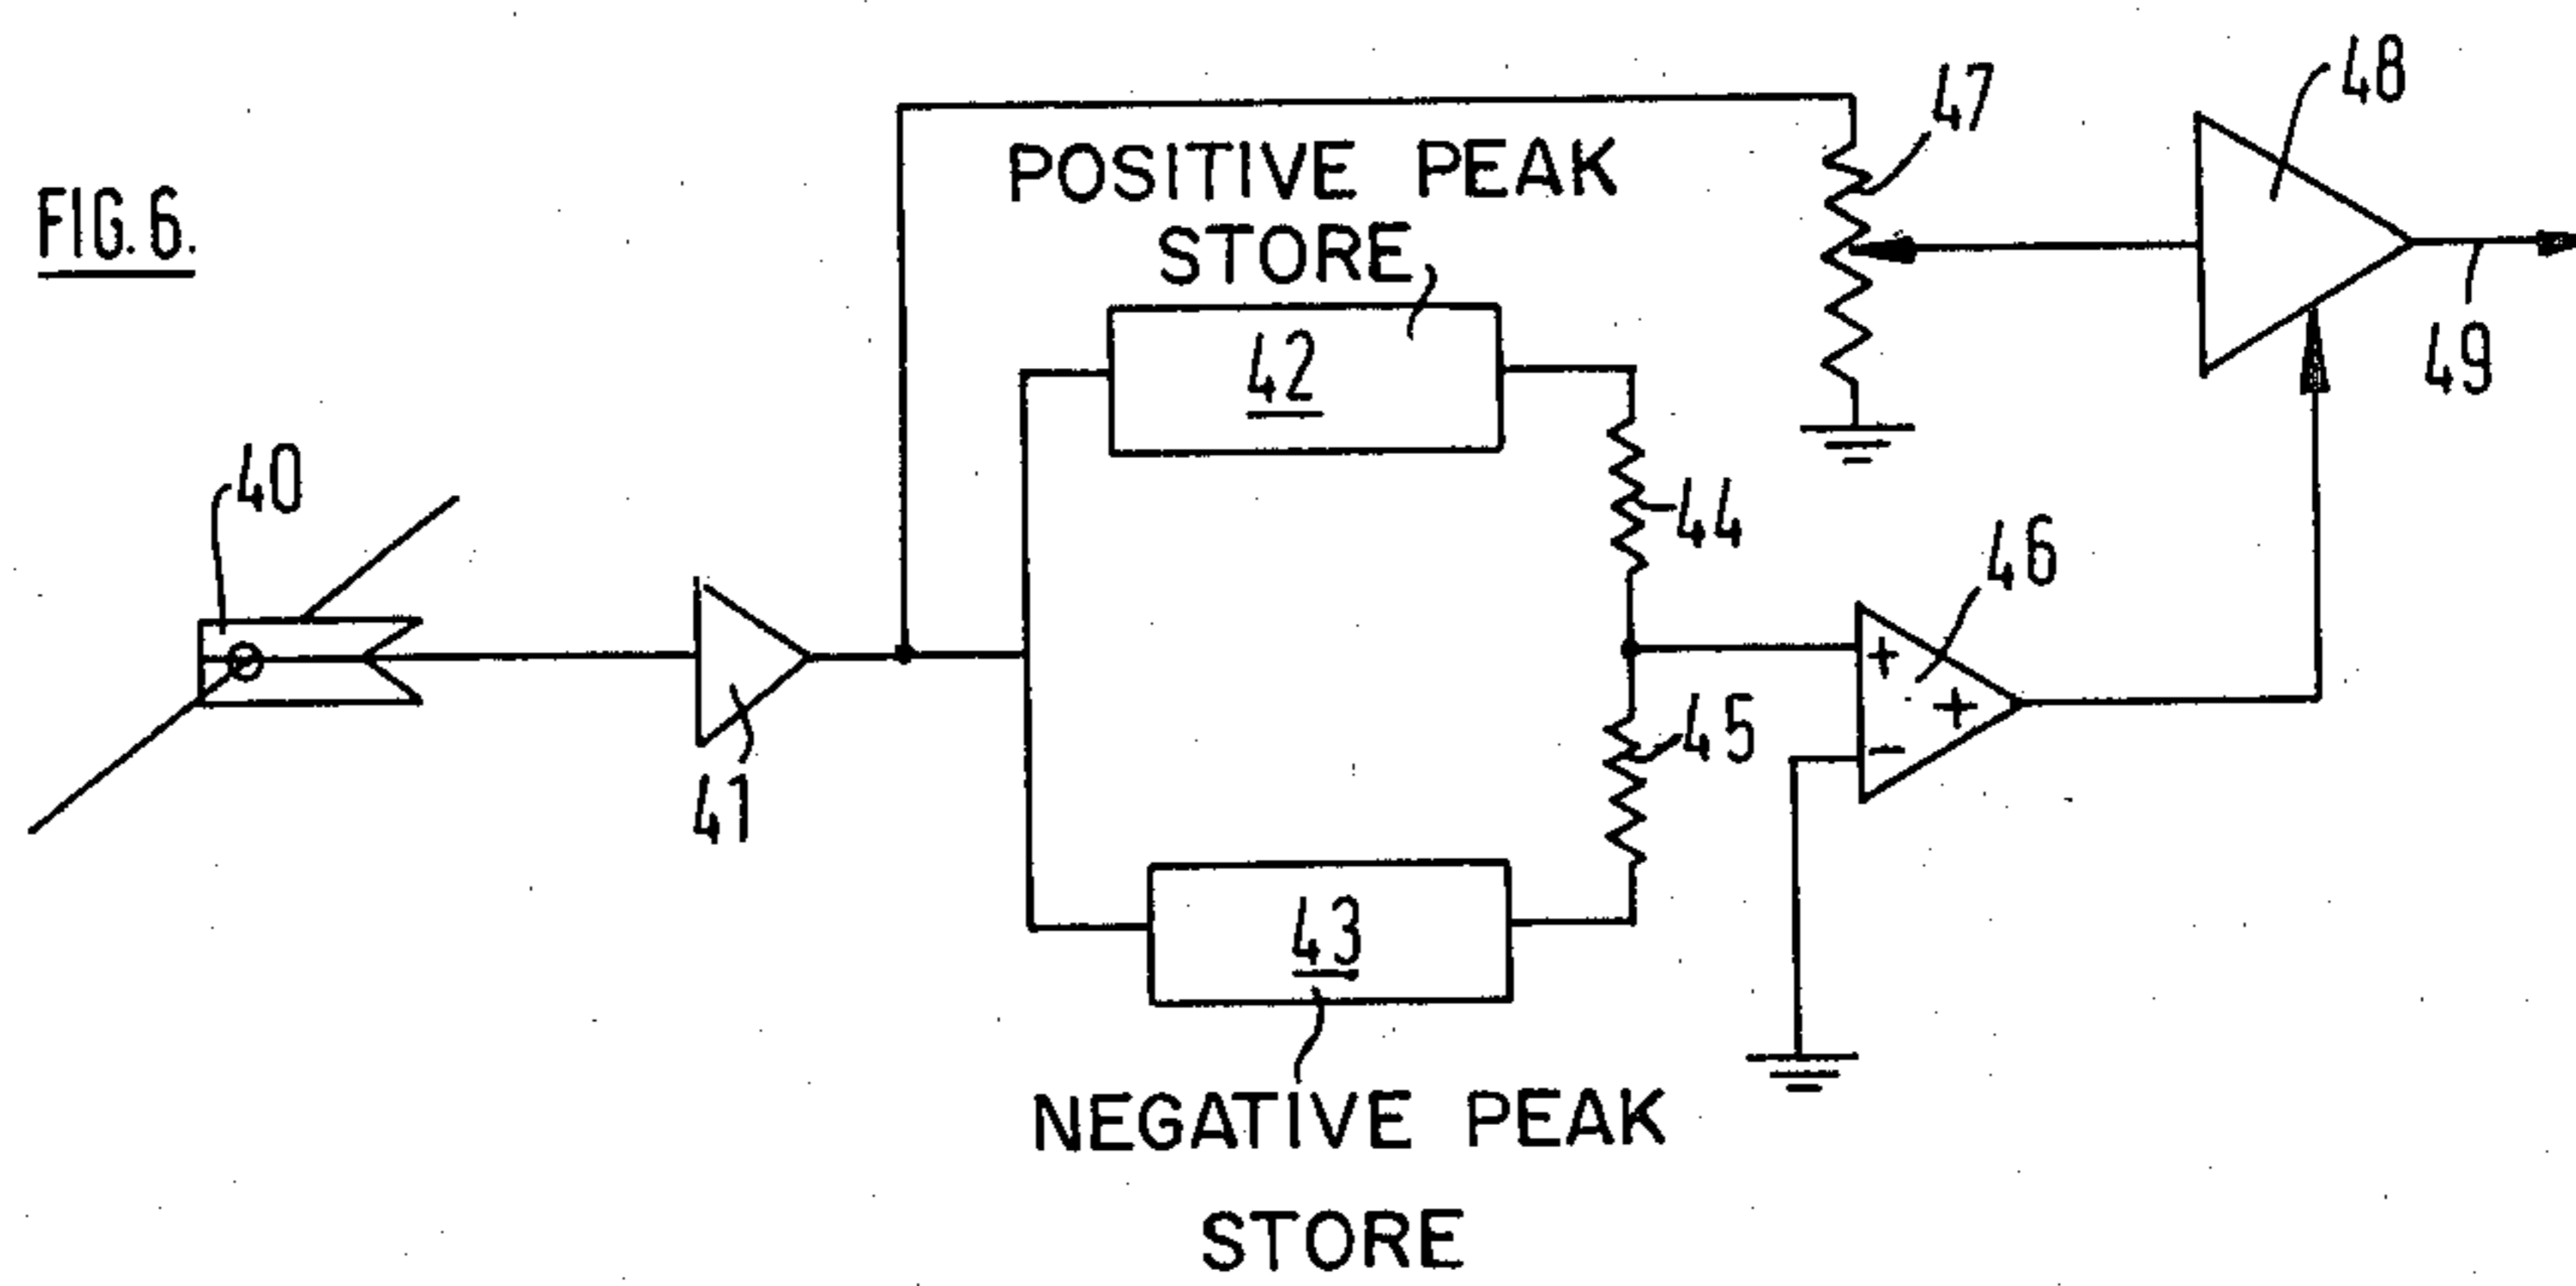 FIG. 6.
POSITIVE PEAK
STORE
47
48
42
49
40
44
46
+
+
-
45
41
43
NEGATIVE PEAK
STORE